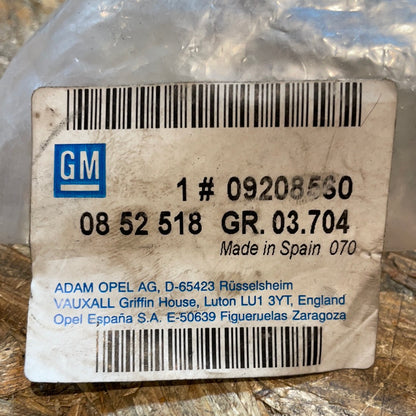 GM
1 # 09208530
08 52 518 GR. 03.704
Made in Spain 070
ADAM OPEL AG, D-65423 Rüsselsheim
VAUXALL Griffin House, Luton LU1 3YT, England
Opel España S.A. E-50639 Figueruelas Zaragoza